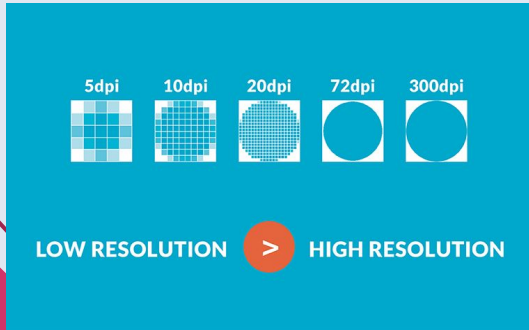 5dpi 10dpi 20dpi 72dpi 300dpi
LOW RESOLUTION > HIGH RESOLUTION